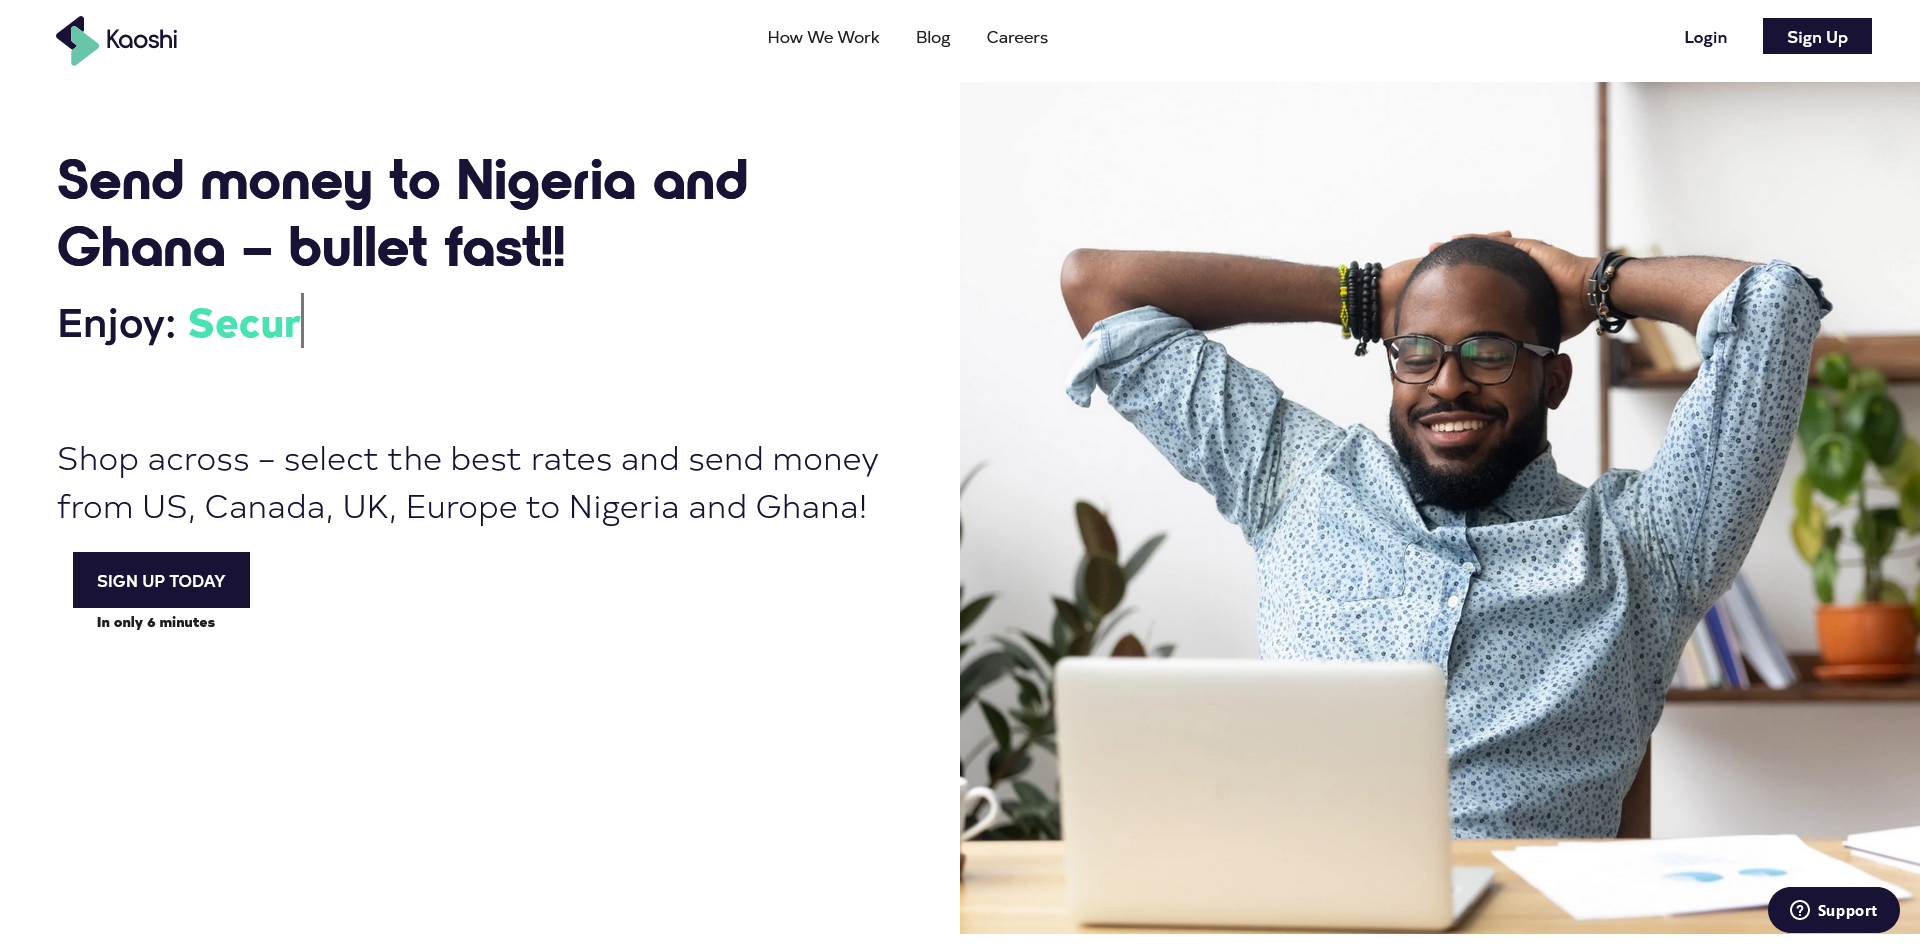 Kaoshi
How We Work
Blog
Careers
Login
Sign Up
Send money to Nigeria and
Ghana – bullet fast!!
Enjoy: Secur
Shop across – select the best rates and send money
from US, Canada, UK, Europe to Nigeria and Ghana!
SIGN UP TODAY
In only 6 minutes
Support